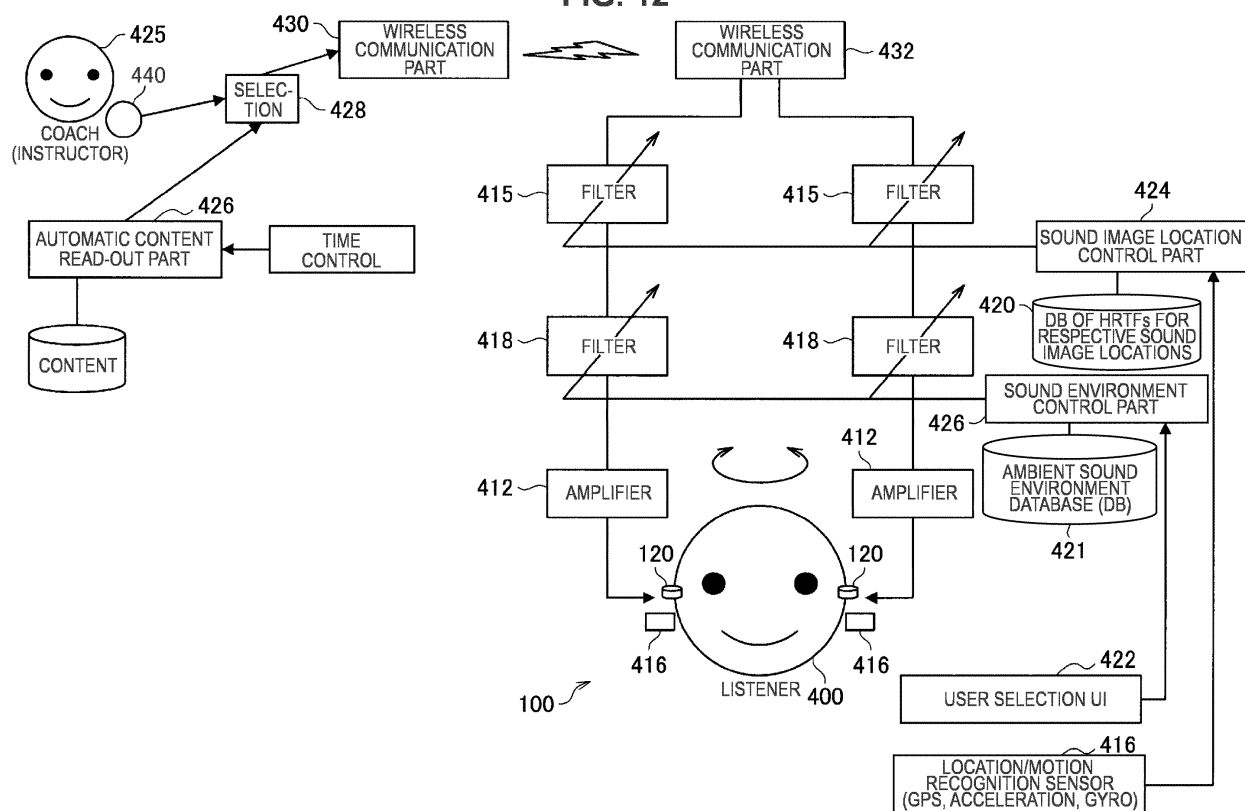 FIG. 12
425
430
WIRELESS
COMMUNICATION
PART
WIRELESS
COMMUNICATION
PART
432
440
SELEC-
TION
428
COACH
(INSTRUCTOR)
415
FILTER
415
FILTER
426
AUTOMATIC CONTENT
READ-OUT PART
TIME
CONTROL
424
SOUND IMAGE LOCATION
CONTROL PART
420
DB OF HRTFs FOR
RESPECTIVE SOUND
IMAGE LOCATIONS
418
FILTER
418
FILTER
CONTENT
SOUND ENVIRONMENT
CONTROL PART
426
412
AMPLIFIER
412
AMPLIFIER
AMBIENT SOUND
ENVIRONMENT
DATABASE (DB)
421
120
120
416
416
LISTENER
400
100
422
USER SELECTION UI
416
LOCATION/MOTION
RECOGNITION SENSOR
(GPS, ACCELERATION, GYRO)